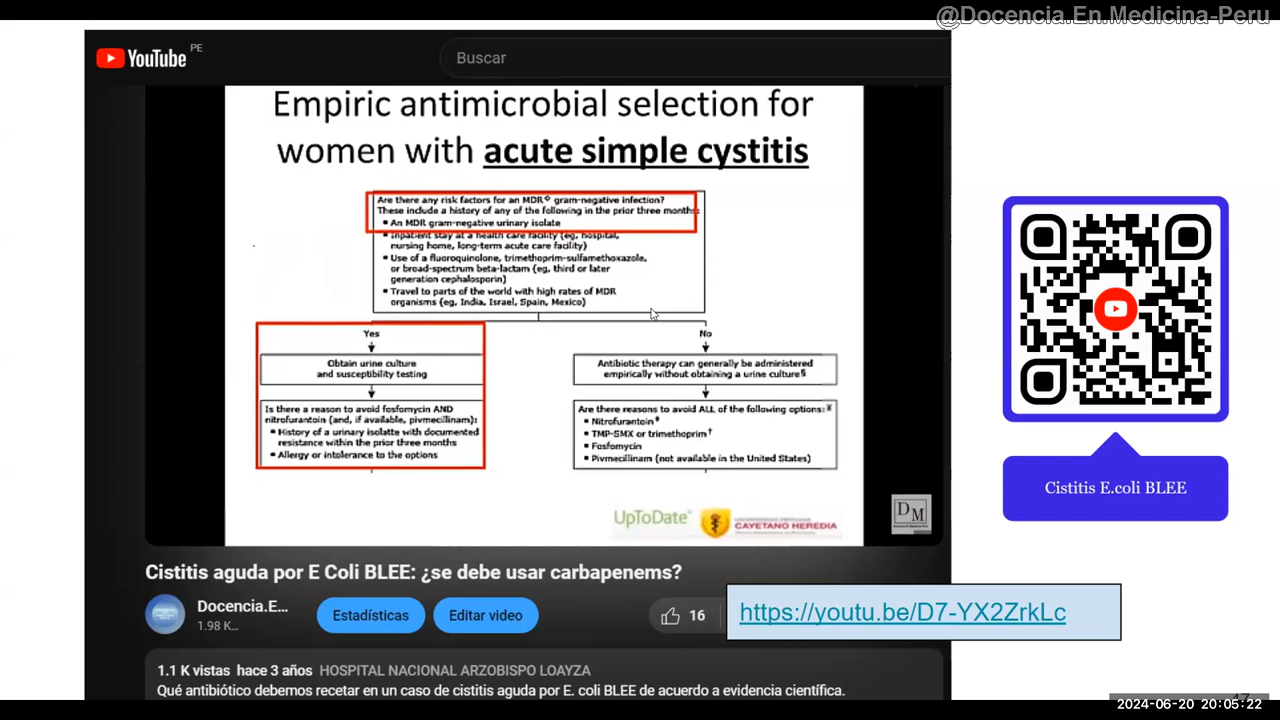 @Docencia.En.Medicina-Peru
YouTube PE
Buscar
Empiric antimicrobial selection for
women with acute simple cystitis
Are there any risk factors for an MDR◊ gram-negative infection?
These include a history of any of the following in the prior three months:
▪ An MDR gram-negative urinary isolate
▪ Inpatient stay at a health care facility (eg, hospital,
nursing home, long-term acute care facility)
▪ Use of a fluoroquinolone, trimethoprim-sulfamethoxazole,
or broad-spectrum beta-lactam (eg, third or later
generation cephalosporin)
▪ Travel to parts of the world with high rates of MDR
organisms (eg, India, Israel, Spain, Mexico)
Yes
Obtain urine culture
and susceptibility testing
Is there a reason to avoid fosfomycin AND
nitrofurantoin (and, if available, pivmecillinam):
▪ History of a urinary isolatte with documented
resistance within the prior three months
▪ Allergy or intolerance to the options
No
Antibiotic therapy can generally be administered
empirically without obtaining a urine culture§
Are there reasons to avoid ALL of the following options:¥
▪ Nitrofurantoin
▪ TMP-SMX or trimethoprim†
▪ Fosfomycin
▪ Pivmecillinam (not available in the United States)
UpToDate
CAYETANO HEREDIA
DM
Cistitis aguda por E Coli BLEE: ¿se debe usar carbapenems?
Docencia.E...
1.98 K...
Estadísticas
Editar video
16
https://youtu.be/D7-YX2ZrkLc
1.1 K vistas hace 3 años HOSPITAL NACIONAL ARZOBISPO LOAYZA
Qué antibiótico debemos recetar en un caso de cistitis aguda por E. coli BLEE de acuerdo a evidencia científica.
Cistitis E.coli BLEE
2024-06-20 20:05:22